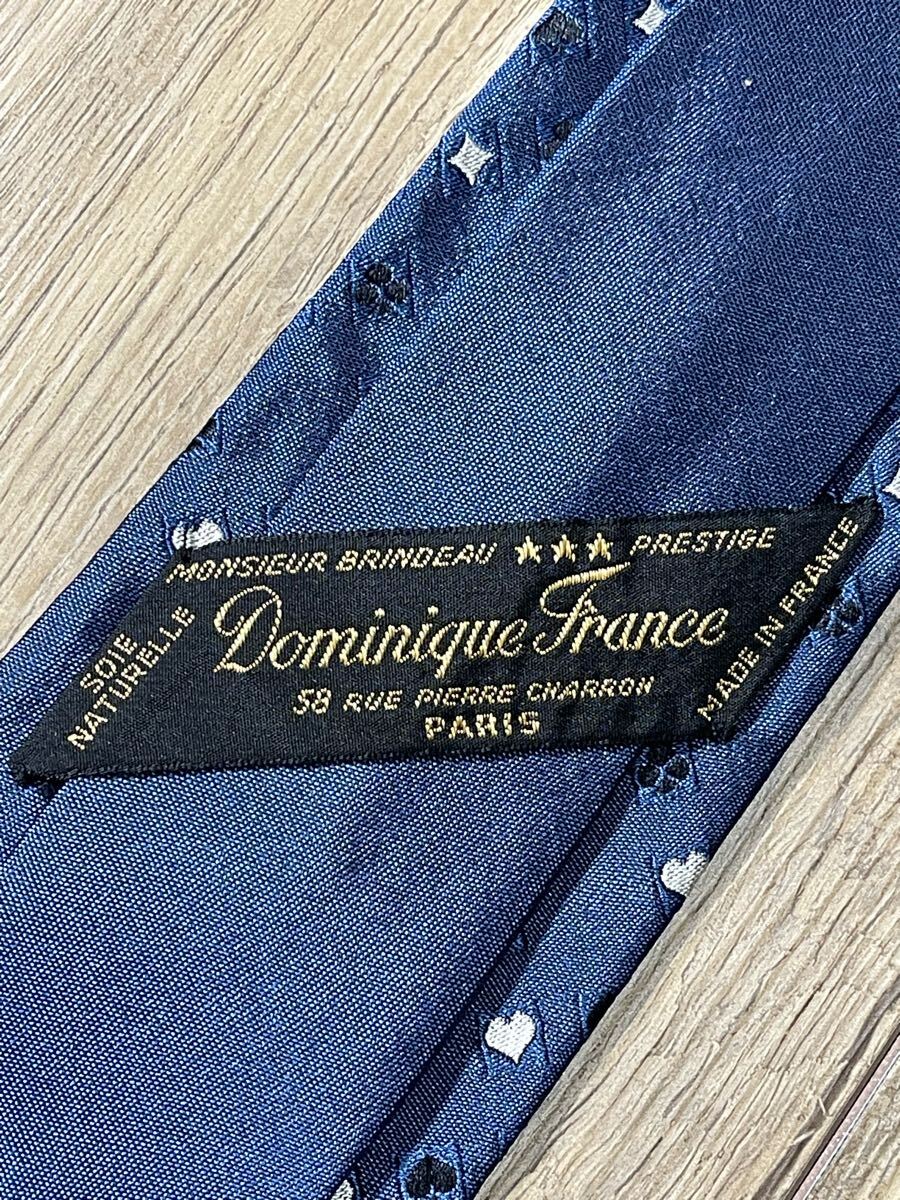 MONSIEUR BRINDEAU ★★★ PRESTIGE
SOIE
NATURELLE
Dominique France
58 RUE PIERRE CHARRON
PARIS
MADE IN FRANCE